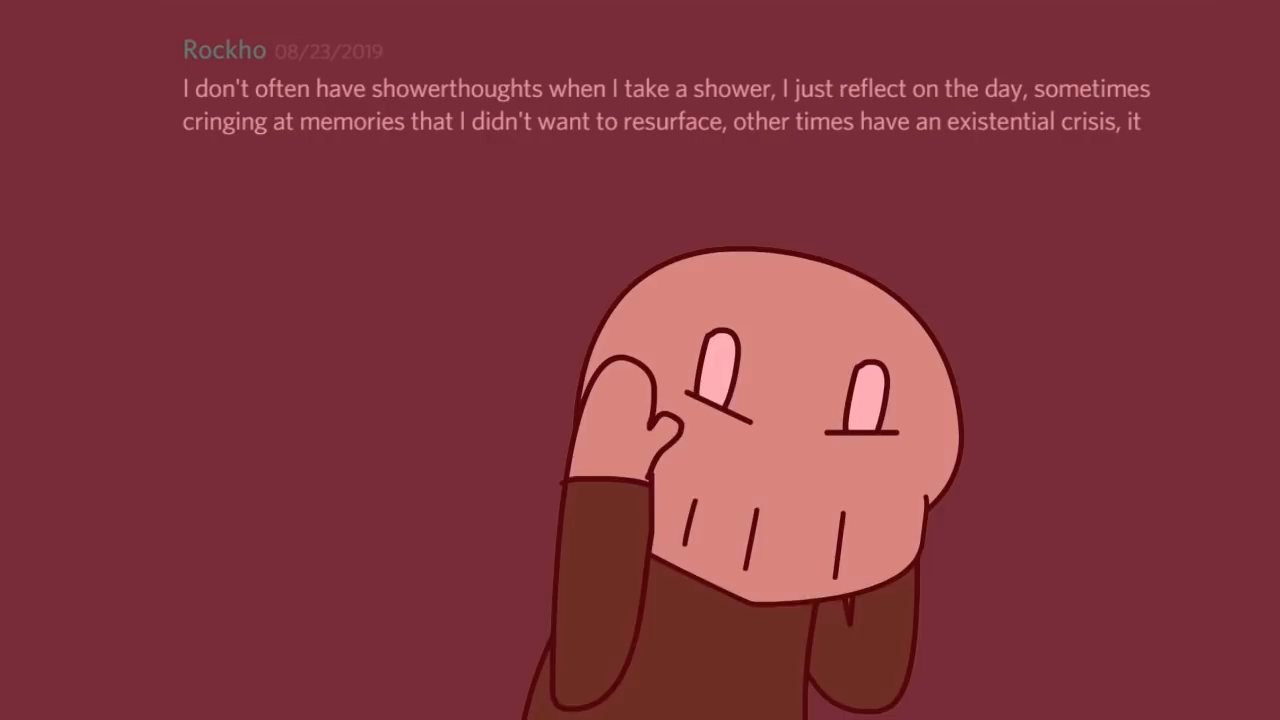 Rockho 08/23/2019
I don't often have showerthoughts when I take a shower, I just reflect on the day, sometimes
cringing at memories that I didn't want to resurface, other times have an existential crisis, it